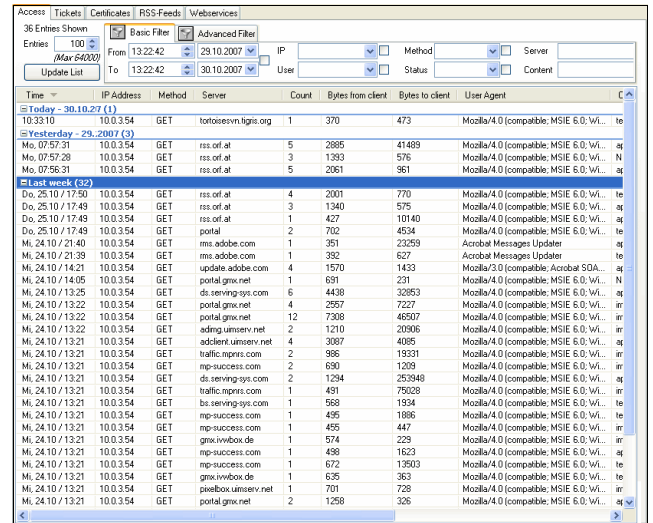 Access Tickets Certificates RSS-Feeds Webservices
36 Entries Shown
Entries 100
(Max 64000)
Update List
Basic Filter Advanced Filter
From 13:22:42 29.10.2007 IP Method Server
To 13:22:42 30.10.2007 User Status Content
Time IP Address Method Server Count Bytes from client Bytes to client User Agent
Today - 30.10.27 (1)
10:33:10 10.0.3.54 GET tortoisesvn.tigris.org 1 370 473 Mozilla/4.0 (compatible; MSIE 6.0; Wi... te
Yesterday - 29..2007 (3)
Mo, 07:57:31 10.0.3.54 GET rss.orf.at 5 2885 41489 Mozilla/4.0 (compatible; MSIE 6.0; Wi... ap
Mo, 07:57:28 10.0.3.54 GET rss.orf.at 3 1393 576 Mozilla/4.0 (compatible; MSIE 6.0; Wi... N
Mo, 07:56:31 10.0.3.54 GET rss.orf.at 5 2061 961 Mozilla/4.0 (compatible; MSIE 6.0; Wi... ap
Last week (32)
Do, 25.10 / 17:50 10.0.3.54 GET rss.orf.at 4 2001 770 Mozilla/4.0 (compatible; MSIE 6.0; Wi... te
Do, 25.10 / 17:49 10.0.3.54 GET rss.orf.at 3 1340 575 Mozilla/4.0 (compatible; MSIE 6.0; Wi... ap
Do, 25.10 / 17:49 10.0.3.54 GET rss.orf.at 1 427 10140 Mozilla/4.0 (compatible; MSIE 6.0; Wi... te
Do, 25.10 / 17:49 10.0.3.54 GET portal 2 702 4534 Mozilla/4.0 (compatible; MSIE 6.0; Wi... te
Mi, 24.10 / 21:40 10.0.3.54 GET rms.adobe.com 1 351 23259 Acrobat Messages Updater ap
Mi, 24.10 / 21:39 10.0.3.54 GET rms.adobe.com 1 392 627 Acrobat Messages Updater te
Mi, 24.10 / 14:21 10.0.3.54 GET update.adobe.com 4 1570 1433 Mozilla/3.0 (compatible; Acrobat SOA... ap
Mi, 24.10 / 14:05 10.0.3.54 GET portal.gmx.net 1 691 231 Mozilla/4.0 (compatible; MSIE 6.0; Wi... N
Mi, 24.10 / 13:25 10.0.3.54 GET ds.serving-sys.com 6 4438 32853 Mozilla/4.0 (compatible; MSIE 6.0; Wi... ap
Mi, 24.10 / 13:22 10.0.3.54 GET portal.gmx.net 4 2557 7227 Mozilla/4.0 (compatible; MSIE 6.0; Wi... im
Mi, 24.10 / 13:22 10.0.3.54 GET portal.gmx.net 12 7308 46507 Mozilla/4.0 (compatible; MSIE 6.0; Wi... im
Mi, 24.10 / 13:22 10.0.3.54 GET adimg.uimserv.net 2 1210 20906 Mozilla/4.0 (compatible; MSIE 6.0; Wi... im
Mi, 24.10 / 13:21 10.0.3.54 GET adclient.uimserv.net 4 3087 4085 Mozilla/4.0 (compatible; MSIE 6.0; Wi... ap
Mi, 24.10 / 13:21 10.0.3.54 GET traffic.mpnrs.com 2 986 19331 Mozilla/4.0 (compatible; MSIE 6.0; Wi... im
Mi, 24.10 / 13:21 10.0.3.54 GET mp-success.com 2 690 1209 Mozilla/4.0 (compatible; MSIE 6.0; Wi... im
Mi, 24.10 / 13:21 10.0.3.54 GET ds.serving-sys.com 2 1294 253948 Mozilla/4.0 (compatible; MSIE 6.0; Wi... ap
Mi, 24.10 / 13:21 10.0.3.54 GET traffic.mpnrs.com 1 491 75028 Mozilla/4.0 (compatible; MSIE 6.0; Wi... im
Mi, 24.10 / 13:21 10.0.3.54 GET bs.serving-sys.com 1 568 1934 Mozilla/4.0 (compatible; MSIE 6.0; Wi... te
Mi, 24.10 / 13:21 10.0.3.54 GET mp-success.com 1 495 1886 Mozilla/4.0 (compatible; MSIE 6.0; Wi... te
Mi, 24.10 / 13:21 10.0.3.54 GET mp-success.com 1 455 447 Mozilla/4.0 (compatible; MSIE 6.0; Wi... im
Mi, 24.10 / 13:21 10.0.3.54 GET gmx.ivwbox.de 1 574 229 Mozilla/4.0 (compatible; MSIE 6.0; Wi... im
Mi, 24.10 / 13:21 10.0.3.54 GET mp-success.com 1 498 1623 Mozilla/4.0 (compatible; MSIE 6.0; Wi... ap
Mi, 24.10 / 13:21 10.0.3.54 GET mp-success.com 1 672 13503 Mozilla/4.0 (compatible; MSIE 6.0; Wi... te
Mi, 24.10 / 13:21 10.0.3.54 GET gmx.ivwbox.de 1 635 363 Mozilla/4.0 (compatible; MSIE 6.0; Wi... te
Mi, 24.10 / 13:21 10.0.3.54 GET pixelbox.uimserv.net 1 701 728 Mozilla/4.0 (compatible; MSIE 6.0; Wi... im
Mi, 24.10 / 13:21 10.0.3.54 GET portal.gmx.net 2 1258 326 Mozilla/4.0 (compatible; MSIE 6.0; Wi... ap